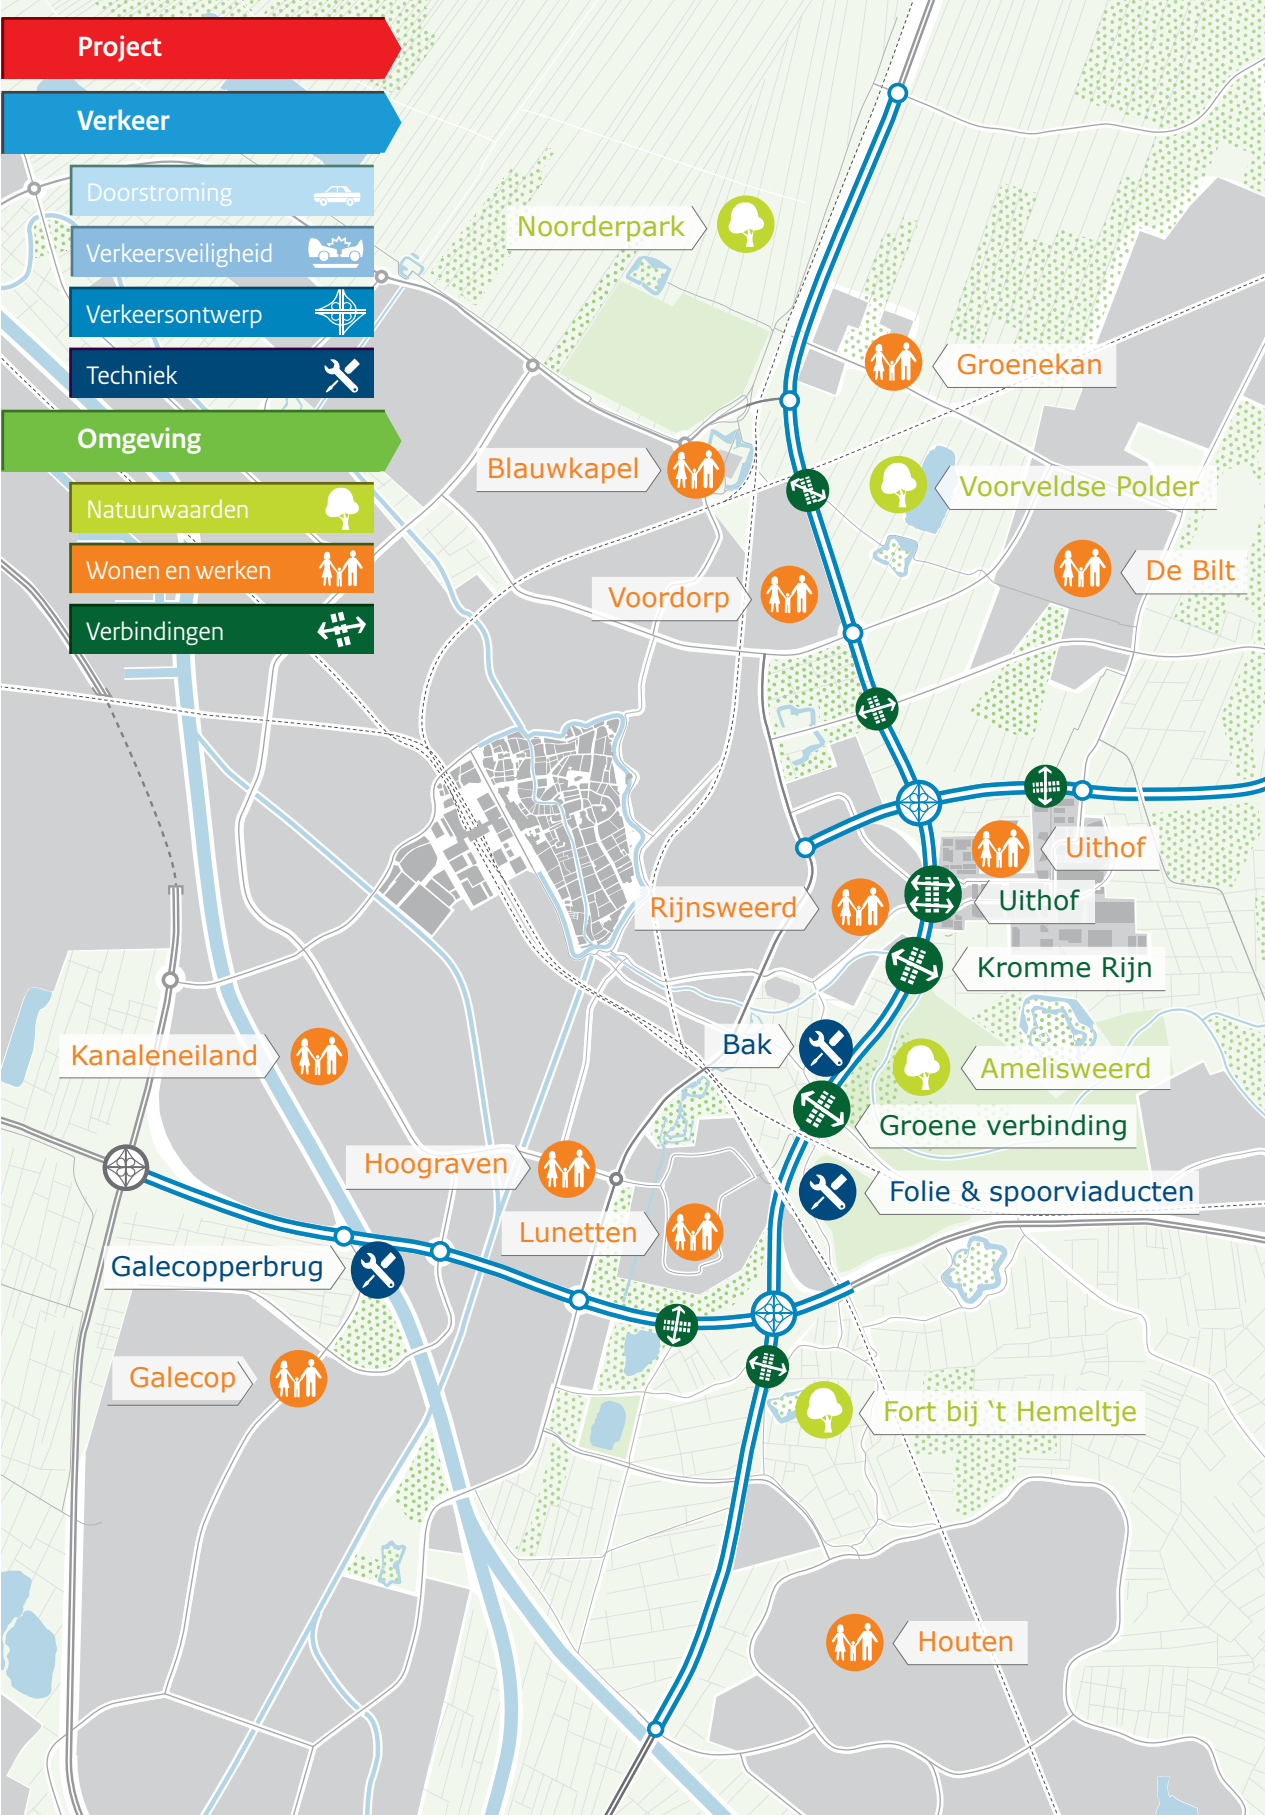 Project
Verkeer
Doorstroming
Verkeersveiligheid
Verkeersontwerp
Techniek
Omgeving
Natuurwaarden
Wonen en werken
Verbindingen
Noorderpark
Groenekan
Blauwkapel
Voorveldse Polder
De Bilt
Voordorp
Uithof
Rijnsweerd
Uithof
Kromme Rijn
Bak
Kanaleneiland
Amelisweerd
Groene verbinding
Hoograven
Folie & spoorviaducten
Lunetten
Galecopperbrug
Galecop
Fort bij ‘t Hemeltje
Houten